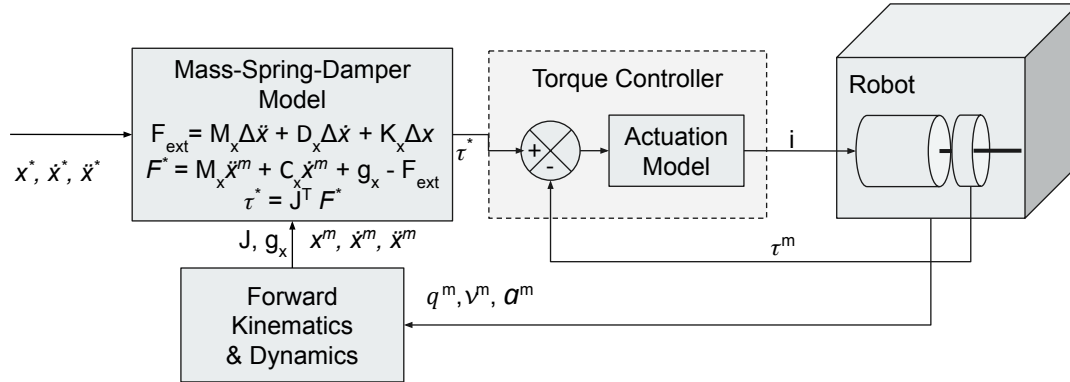 Mass-Spring-Damper
Model
F_ext = M_xΔẍ + D_xΔẋ + K_xΔx
F^* = M_xẍ^m + C_xẋ^m + g_x - F_ext
τ^* = J^T F^*
x^*, ẋ^*, ẍ^*
τ^*
Torque Controller
+
-
Actuation
Model
i
Robot
τ^m
J, g_x x^m, ẋ^m, ẍ^m
q^m, v^m, a^m
Forward
Kinematics
& Dynamics